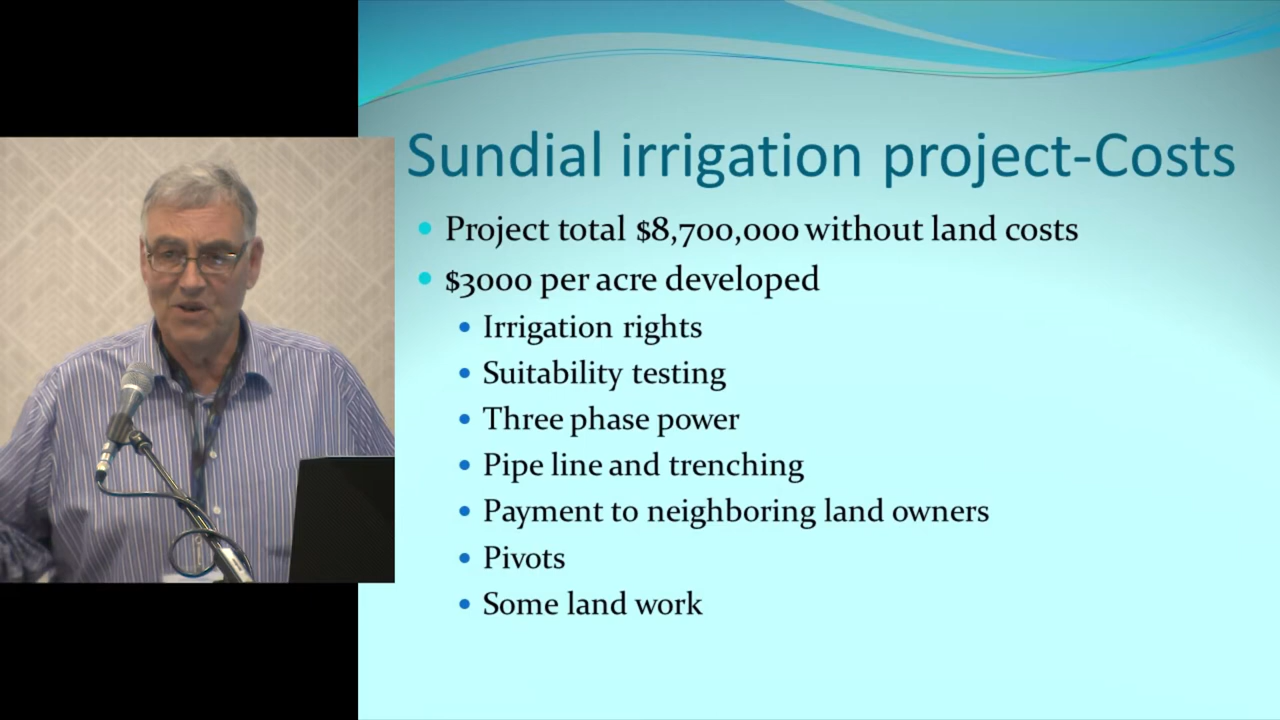 Sundial irrigation project-Costs
Project total $8,700,000 without land costs
$3000 per acre developed
Irrigation rights
Suitability testing
Three phase power
Pipe line and trenching
Payment to neighboring land owners
Pivots
Some land work